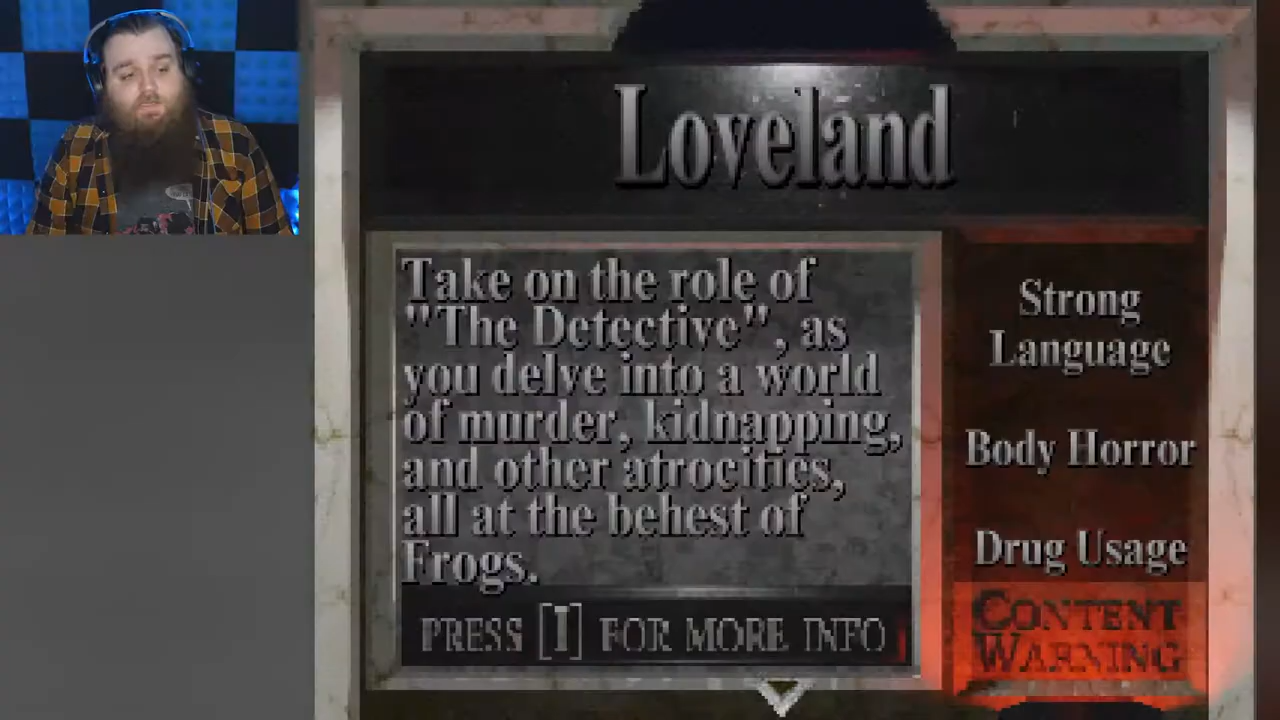 Loveland
Take on the role of
"The Detective", as
you delve into a world
of murder, kidnapping,
and other atrocities,
all at the behest of
Frogs.
PRESS [I] FOR MORE INFO
Strong
Language
Body Horror
Drug Usage
CONTENT
WARNING